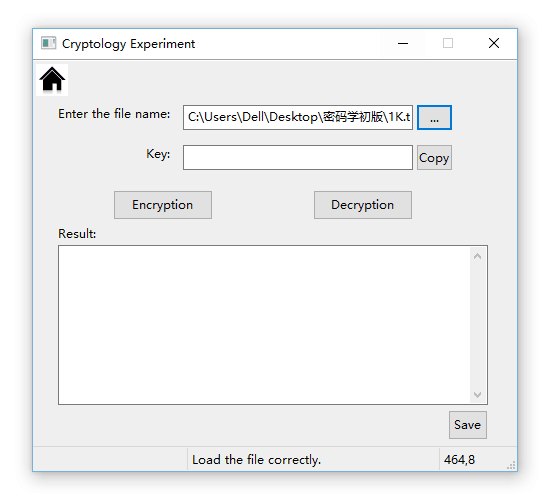 Cryptology Experiment
Enter the file name: C:\Users\Dell\Desktop\密码学初版\1K.t ...
Key: Copy
Encryption Decryption
Result:
Save
Load the file correctly. 464,8